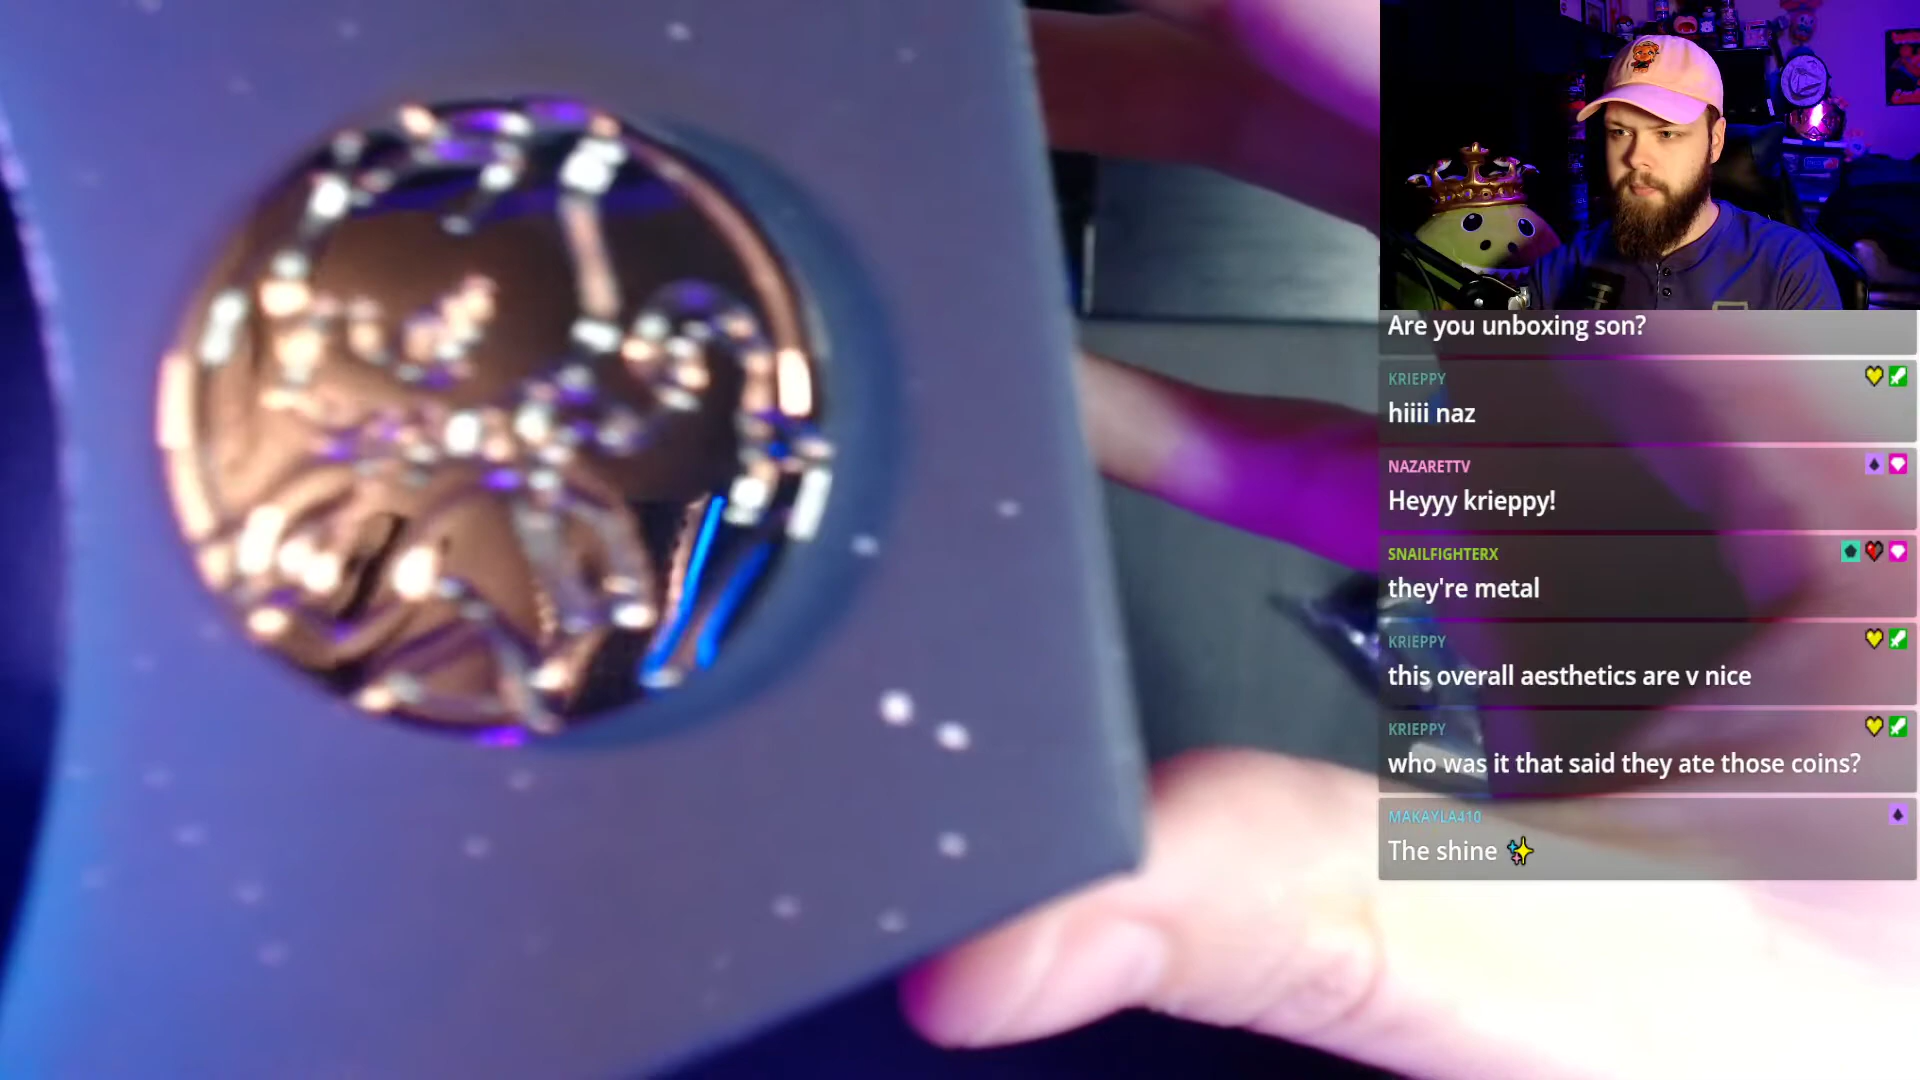 Are you unboxing son?
KRIEPPY
hiiii naz
NAZARETTV
Heyyy krieppy!
SNAILFIGHTERX
they're metal
KRIEPPY
this overall aesthetics are v nice
KRIEPPY
who was it that said they ate those coins?
MAKAYLA410
The shine